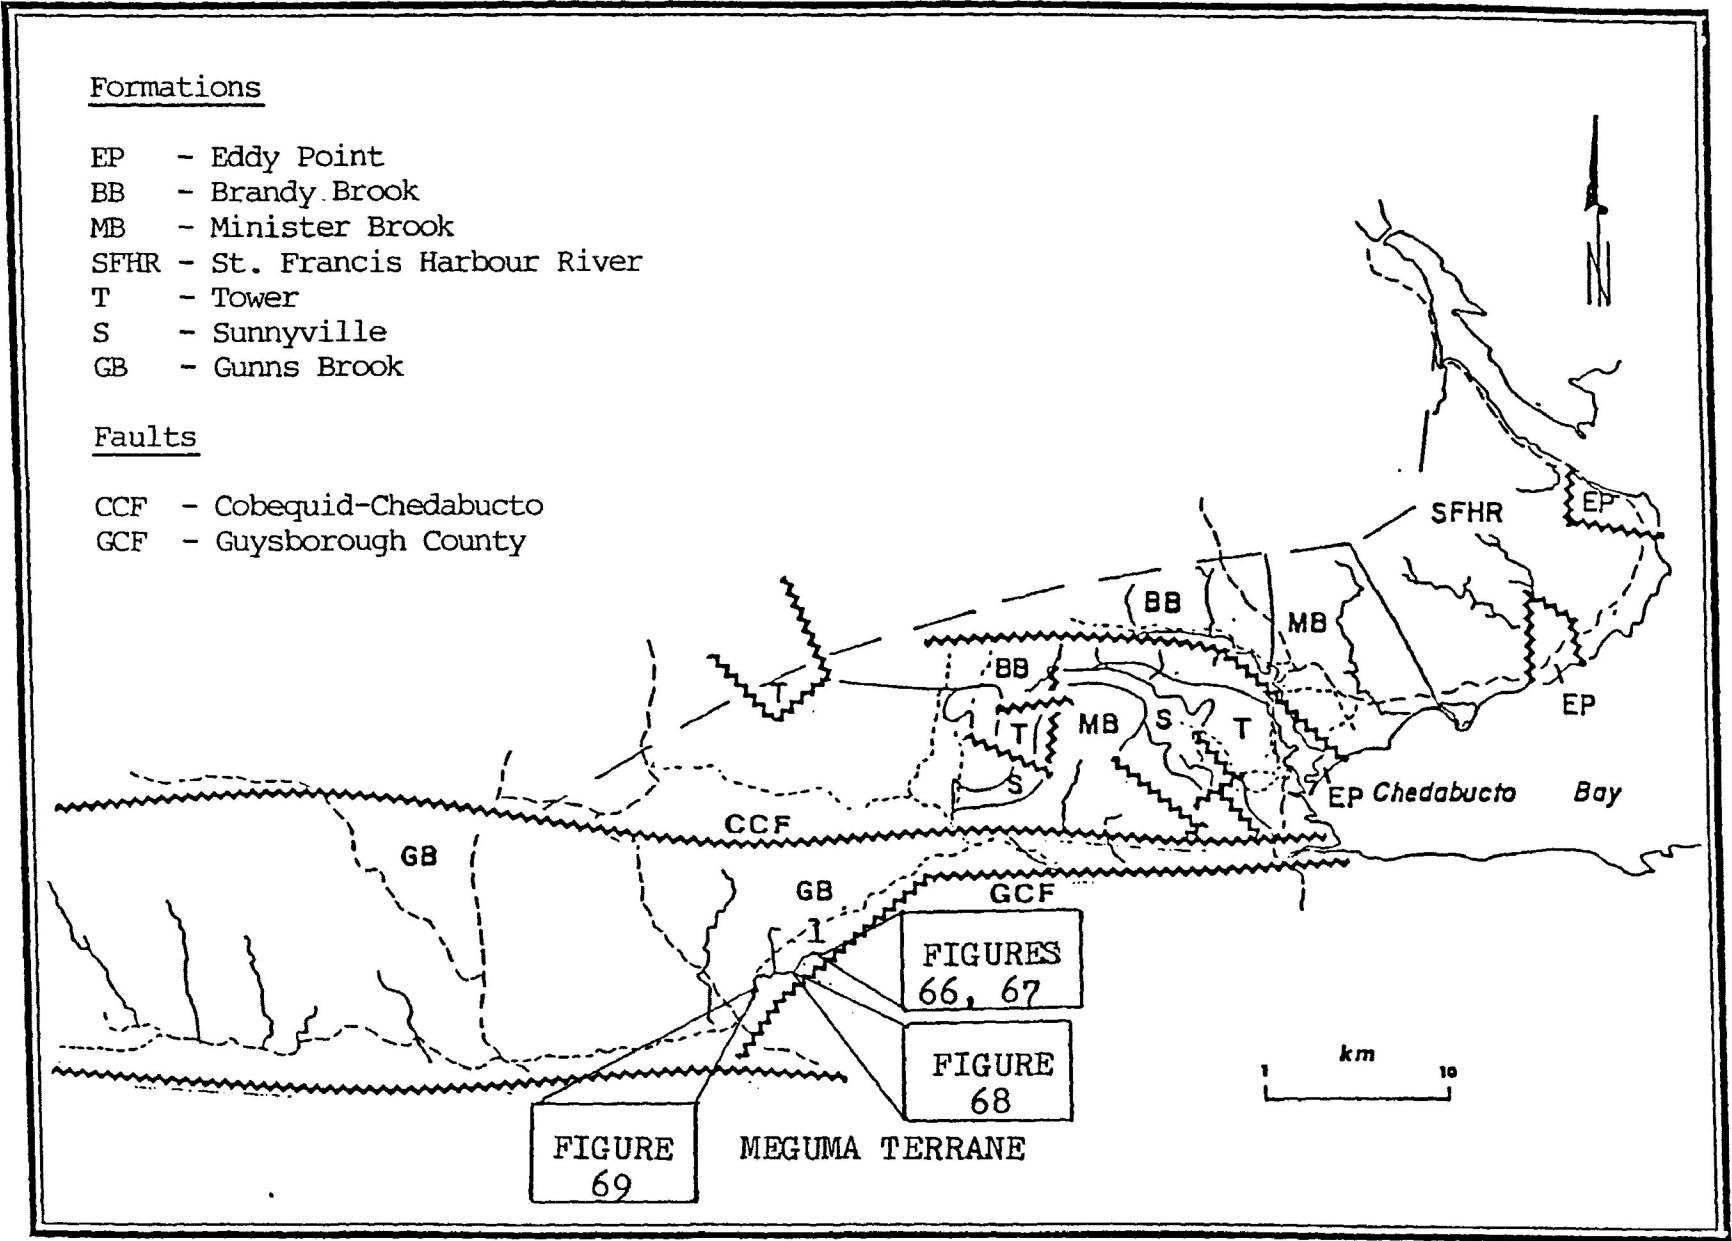 Formations
EP - Eddy Point
BB - Brandy Brook
MB - Minister Brook
SFHR - St. Francis Harbour River
T - Tower
S - Sunnyville
GB - Gunns Brook
Faults
CCF - Cobequid-Chedabucto
GCF - Guysborough County
N
SFHR
EP
BB
MB
BB
T
EP
T
MB
S
T
S
EP Chedabucto Bay
CCF
GB
GB
GCF
1
FIGURES
66, 67
FIGURE
68
km
1 10
FIGURE
69
MEGUMA TERRANE